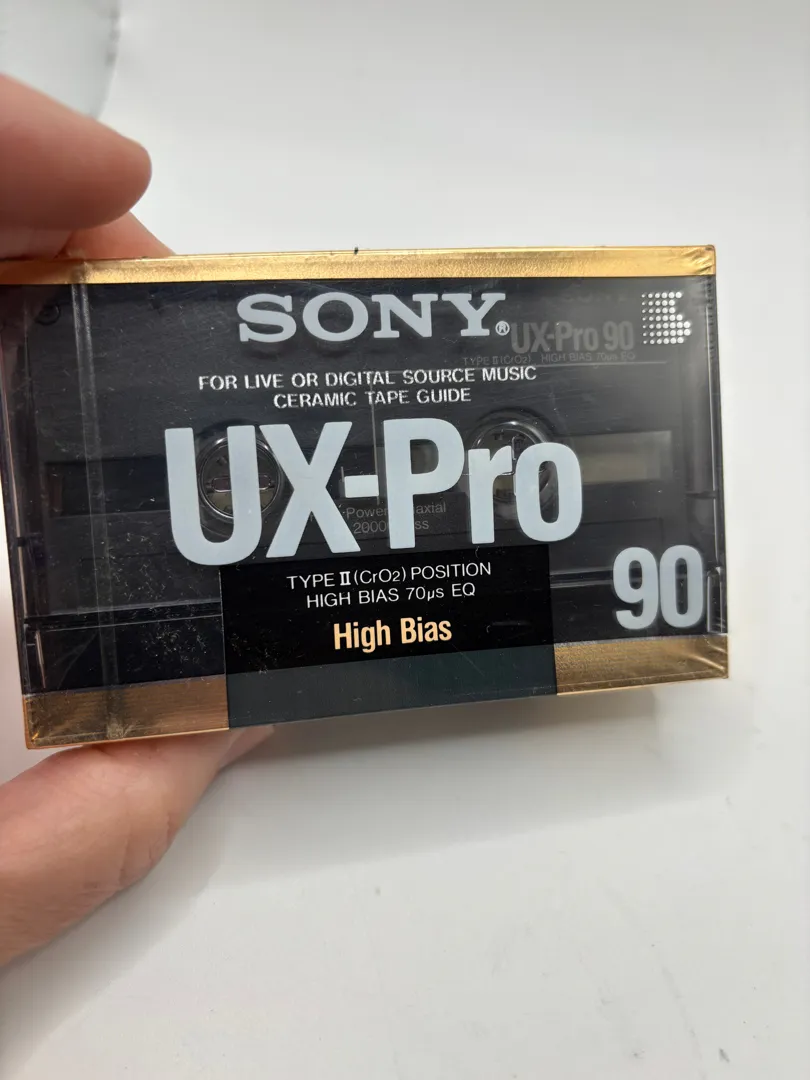 SONY®
UX-Pro 90
TYPE II (CrO2) HIGH BIAS 70μs EQ
FOR LIVE OR DIGITAL SOURCE MUSIC
CERAMIC TAPE GUIDE
UX-Pro
TYPE II (CrO2) POSITION
HIGH BIAS 70μs EQ
90
High Bias